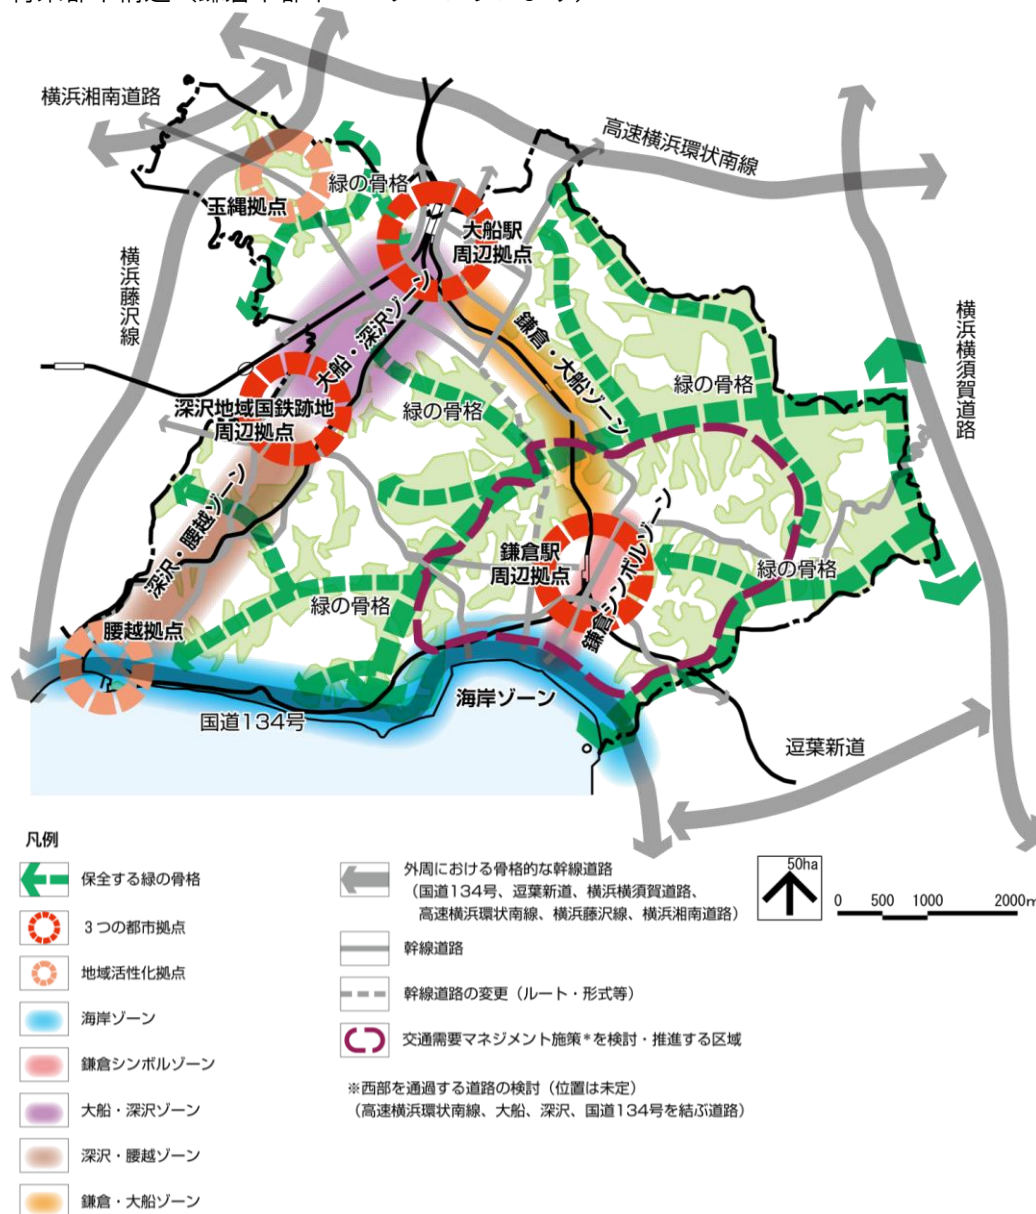 横浜湘南道路
高速横浜環状南線
緑の骨格
玉縄拠点
大船駅
周辺拠点
横浜藤沢線
大船・深沢ゾーン
鎌倉・大船ゾーン
横浜横須賀道路
緑の骨格
緑の骨格
深沢地域国鉄跡地
周辺拠点
深沢・腰越ゾーン
鎌倉駅
周辺拠点
鎌倉シンボルゾーン
緑の骨格
緑の骨格
腰越拠点
海岸ゾーン
国道134号
逗葉新道
凡例
保全する緑の骨格
3つの都市拠点
地域活性化拠点
海岸ゾーン
鎌倉シンボルゾーン
大船・深沢ゾーン
深沢・腰越ゾーン
鎌倉・大船ゾーン
外周における骨格的な幹線道路
（国道134号、逗葉新道、横浜横須賀道路、
高速横浜環状南線、横浜藤沢線、横浜湘南道路）
幹線道路
幹線道路の変更（ルート・形式等）
交通需要マネジメント施策*を検討・推進する区域
※西部を通過する道路の検討（位置は未定）
（高速横浜環状南線、大船、深沢、国道134号を結ぶ道路）
50ha
0 500 1000 2000m